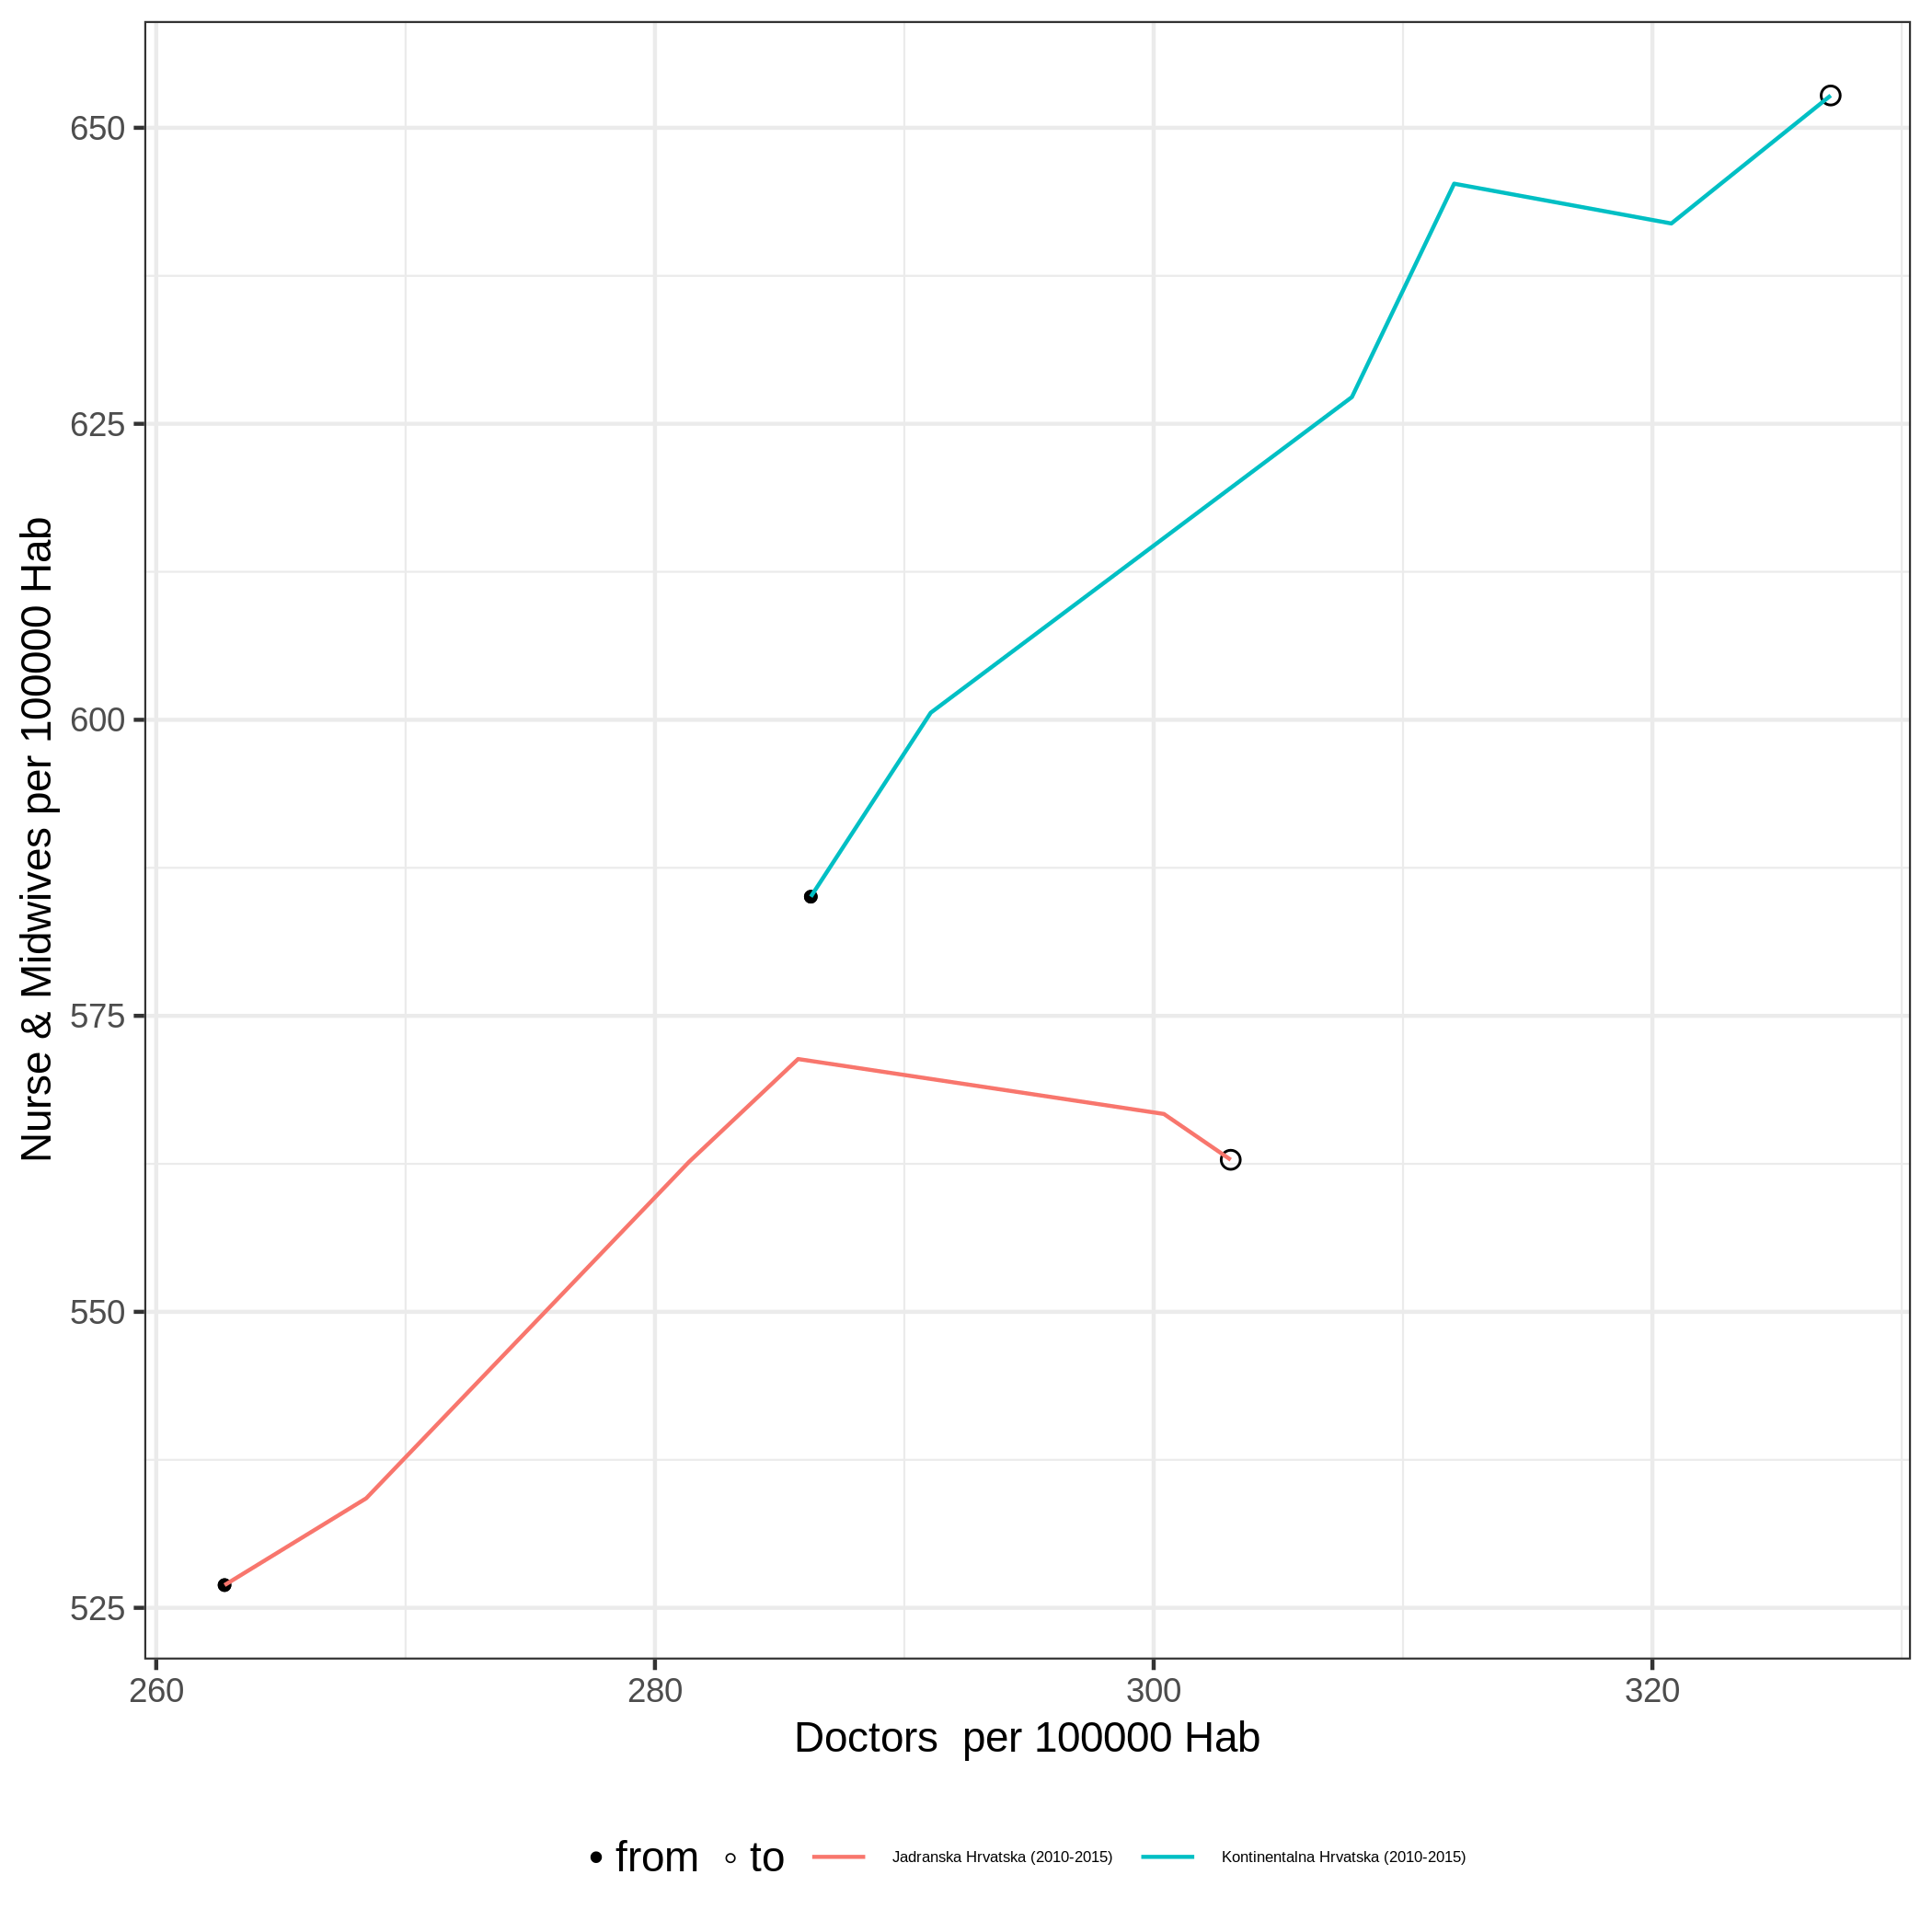 Nurse & Midwives per 100000 Hab
650
625
600
575
550
525
260 280 300 320
Doctors  per 100000 Hab
from to Jadranska Hrvatska (2010-2015) Kontinentalna Hrvatska (2010-2015)